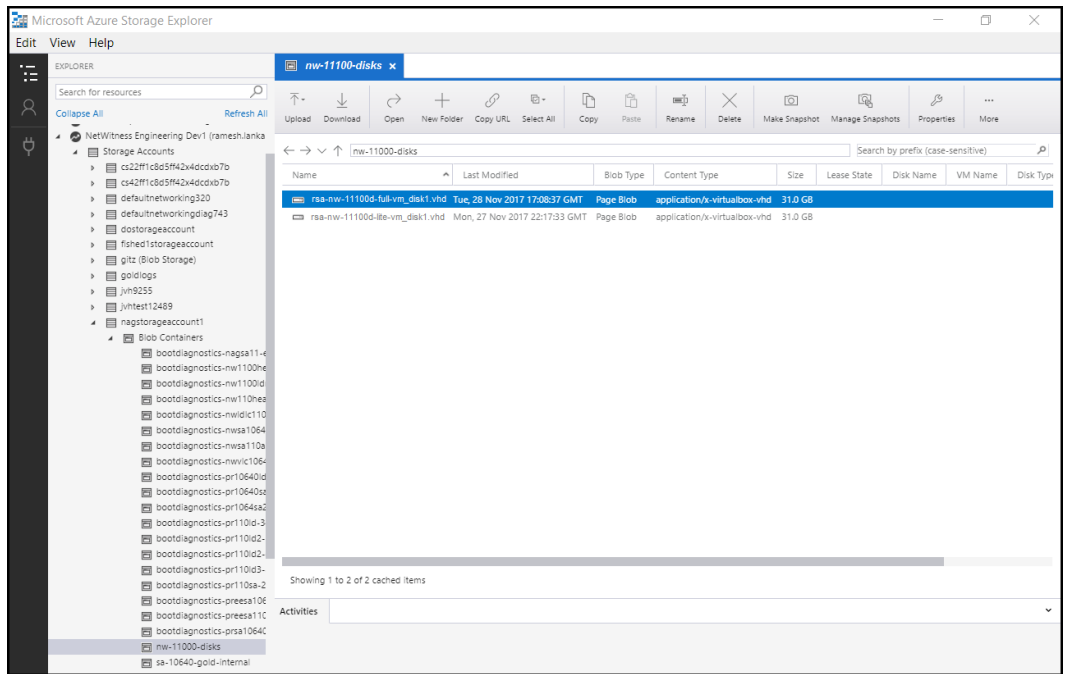 Microsoft Azure Storage Explorer
Edit View Help
EXPLORER
Search for resources
Collapse All Refresh All
NetWitness Engineering Dev1 (ramesh.lanka
Storage Accounts
cs22ff1c8d5ff42x4dcdxb7b
cs42ff1c8d5ff42x4dcdxb7b
defaultnetworking320
defaultnetworkingdiag743
dostorageaccount
fished1storageaccount
gitz (Blob Storage)
goldlogs
jvh9255
jvhtest12489
nagstorageaccount1
Blob Containers
bootdiagnostics-nagsa11-e
bootdiagnostics-nw1100he
bootdiagnostics-nw1100ld
bootdiagnostics-nw110hea
bootdiagnostics-nwldlc110
bootdiagnostics-nwsa1064
bootdiagnostics-nwsa110a
bootdiagnostics-nwvlc1064
bootdiagnostics-pr10640ld
bootdiagnostics-pr10640sa
bootdiagnostics-pr1064sa2
bootdiagnostics-pr110ld-3
bootdiagnostics-pr110ld2-
bootdiagnostics-pr110ld2-
bootdiagnostics-pr110ld3-
bootdiagnostics-pr110sa-2
bootdiagnostics-preesa106
bootdiagnostics-preesa110
bootdiagnostics-prsa10640
nw-11000-disks
sa-10640-gold-internal
nw-11100-disks
Upload Download Open New Folder Copy URL Select All Copy Paste Rename Delete Make Snapshot Manage Snapshots Properties More
nw-11000-disks Search by prefix (case-sensitive)
Name Last Modified Blob Type Content Type Size Lease State Disk Name VM Name Disk Type
rsa-nw-11100d-full-vm_disk1.vhd Tue, 28 Nov 2017 17:08:37 GMT Page Blob application/x-virtualbox-vhd 31.0 GB
rsa-nw-11100d-lite-vm_disk1.vhd Mon, 27 Nov 2017 22:17:33 GMT Page Blob application/x-virtualbox-vhd 31.0 GB
Showing 1 to 2 of 2 cached items
Activities